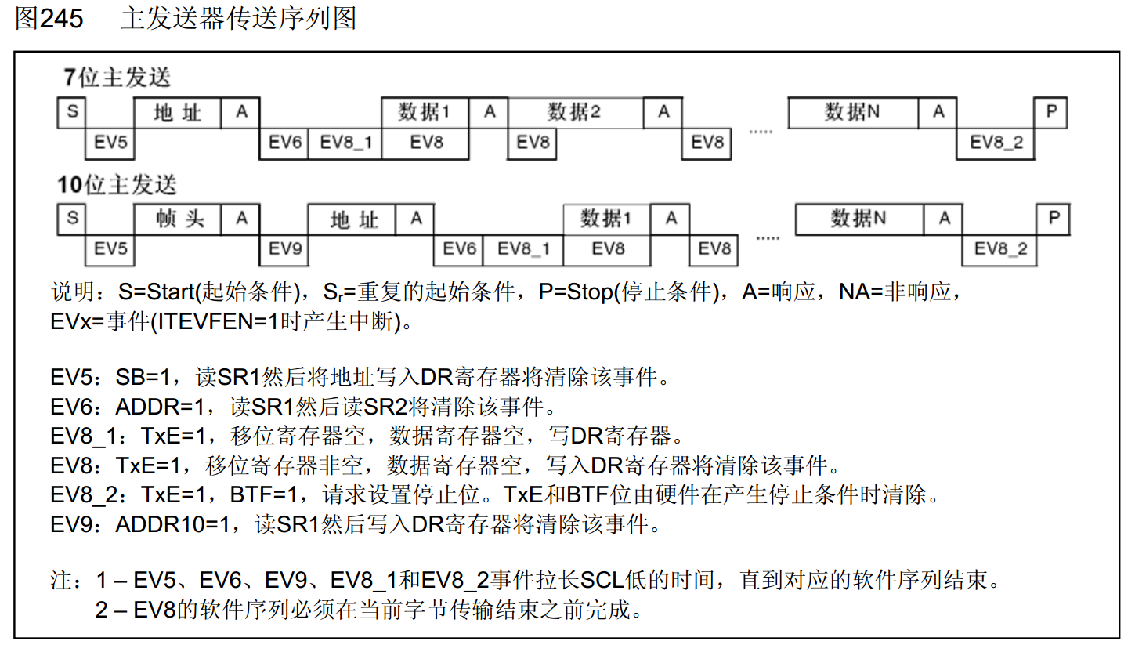 图245 主发送器传送序列图
7位主发送
S 地 址 A 数据1 A 数据2 A 数据N A P
EV5 EV6 EV8_1 EV8 EV8 EV8 ..... EV8_2
10位主发送
S 帧 头 A 地 址 A 数据1 A 数据N A P
EV5 EV9 EV6 EV8_1 EV8 EV8 ..... EV8_2
说明：S=Start(起始条件)，Sr=重复的起始条件，P=Stop(停止条件)，A=响应，NA=非响应，
EVx=事件(ITEVFEN=1时产生中断)。
EV5：SB=1，读SR1然后将地址写入DR寄存器将清除该事件。
EV6：ADDR=1，读SR1然后读SR2将清除该事件。
EV8_1：TxE=1，移位寄存器空，数据寄存器空，写DR寄存器。
EV8：TxE=1，移位寄存器非空，数据寄存器空，写入DR寄存器将清除该事件。
EV8_2：TxE=1，BTF=1，请求设置停止位。TxE和BTF位由硬件在产生停止条件时清除。
EV9：ADDR10=1，读SR1然后写入DR寄存器将清除该事件。
注：1 – EV5、EV6、EV9、EV8_1和EV8_2事件拉长SCL低的时间，直到对应的软件序列结束。
2 – EV8的软件序列必须在当前字节传输结束之前完成。